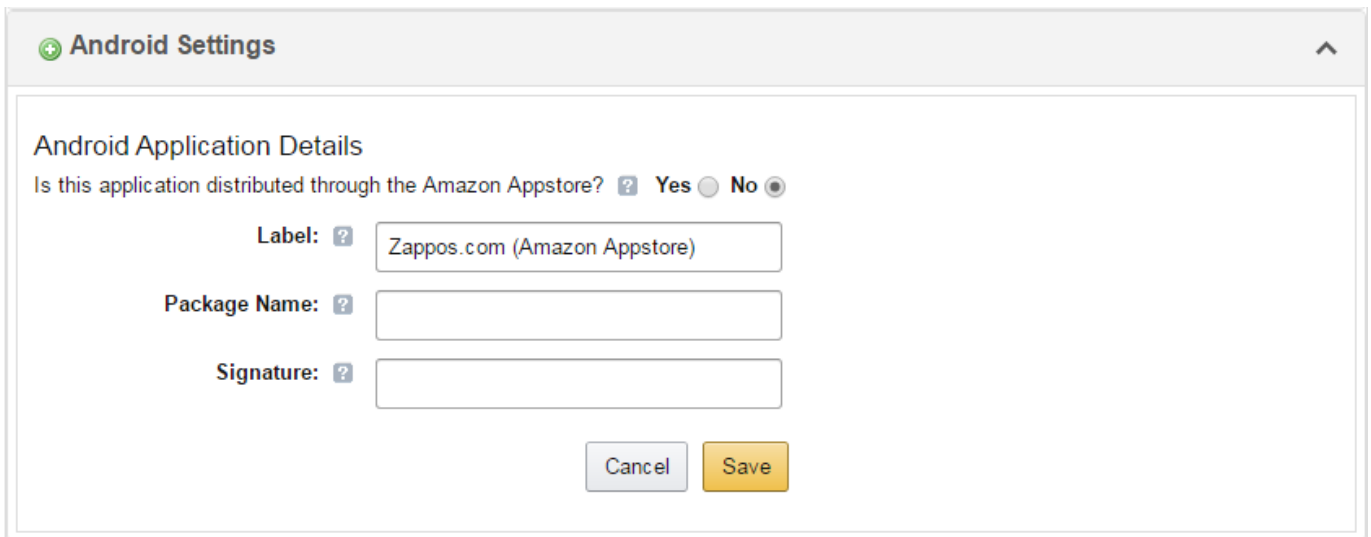 Android Settings
Android Application Details
Is this application distributed through the Amazon Appstore? ? Yes No
Label: ? Zappos.com (Amazon Appstore)
Package Name: ?
Signature: ?
Cancel Save